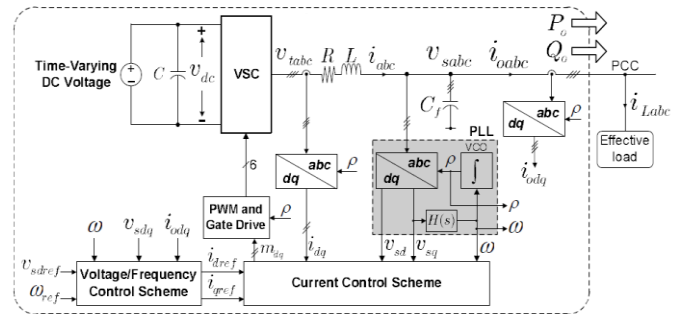 P_o
Q_o
Time-Varying
DC Voltage
C
+
v_dc
-
VSC
v_tabc
R
L
i_abc
v_sabc
i_oabc
PCC
C_f
i_Labc
Effective
load
abc
dq
ρ
i_odq
PLL
VCO
abc
dq
ρ
∫
H(s)
ρ
ω
abc
dq
ρ
6
PWM and
Gate Drive
ρ
ω
v_sdq
i_odq
m_dq
i_dq
v_sd
v_sq
ω
v_sdref
ω_ref
Voltage/Frequency
Control Scheme
i_dref
i_qref
Current Control Scheme